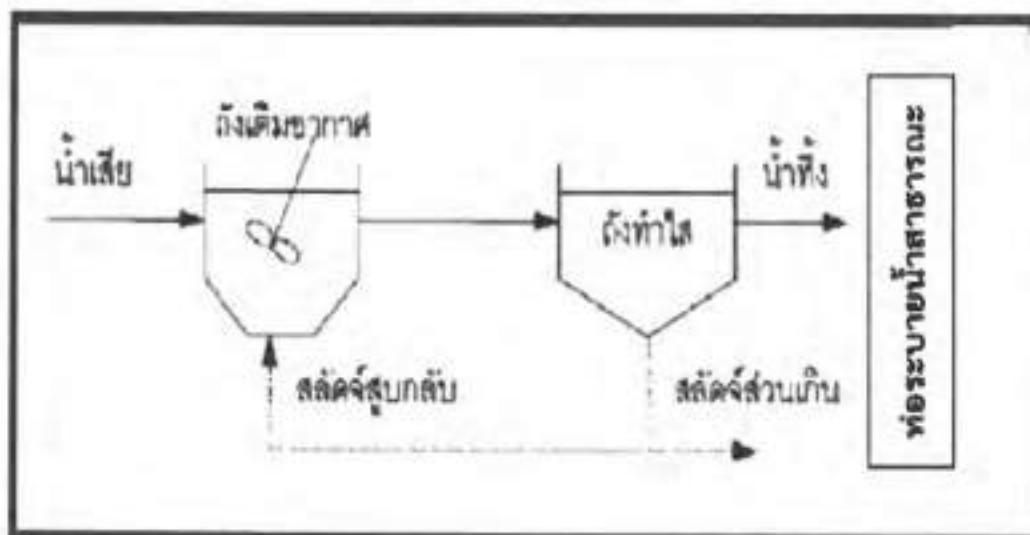 ถังเติมอากาศ
น้ำเสีย
น้ำทิ้ง
ถังทำใส
ท่อระบายน้ำสาธารณะ
สลัดจ์สูบกลับ
สลัดจ์ส่วนเกิน